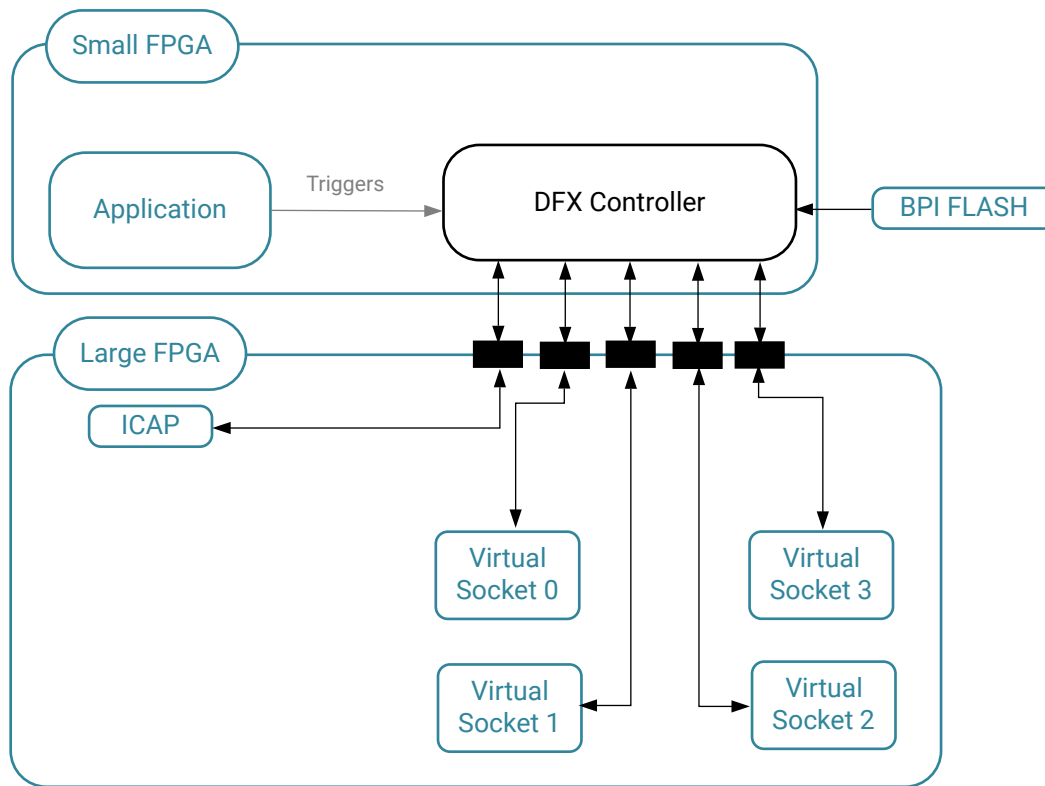 Small FPGA
Application
Triggers
DFX Controller
BPI FLASH
Large FPGA
ICAP
Virtual
Socket 0
Virtual
Socket 3
Virtual
Socket 1
Virtual
Socket 2